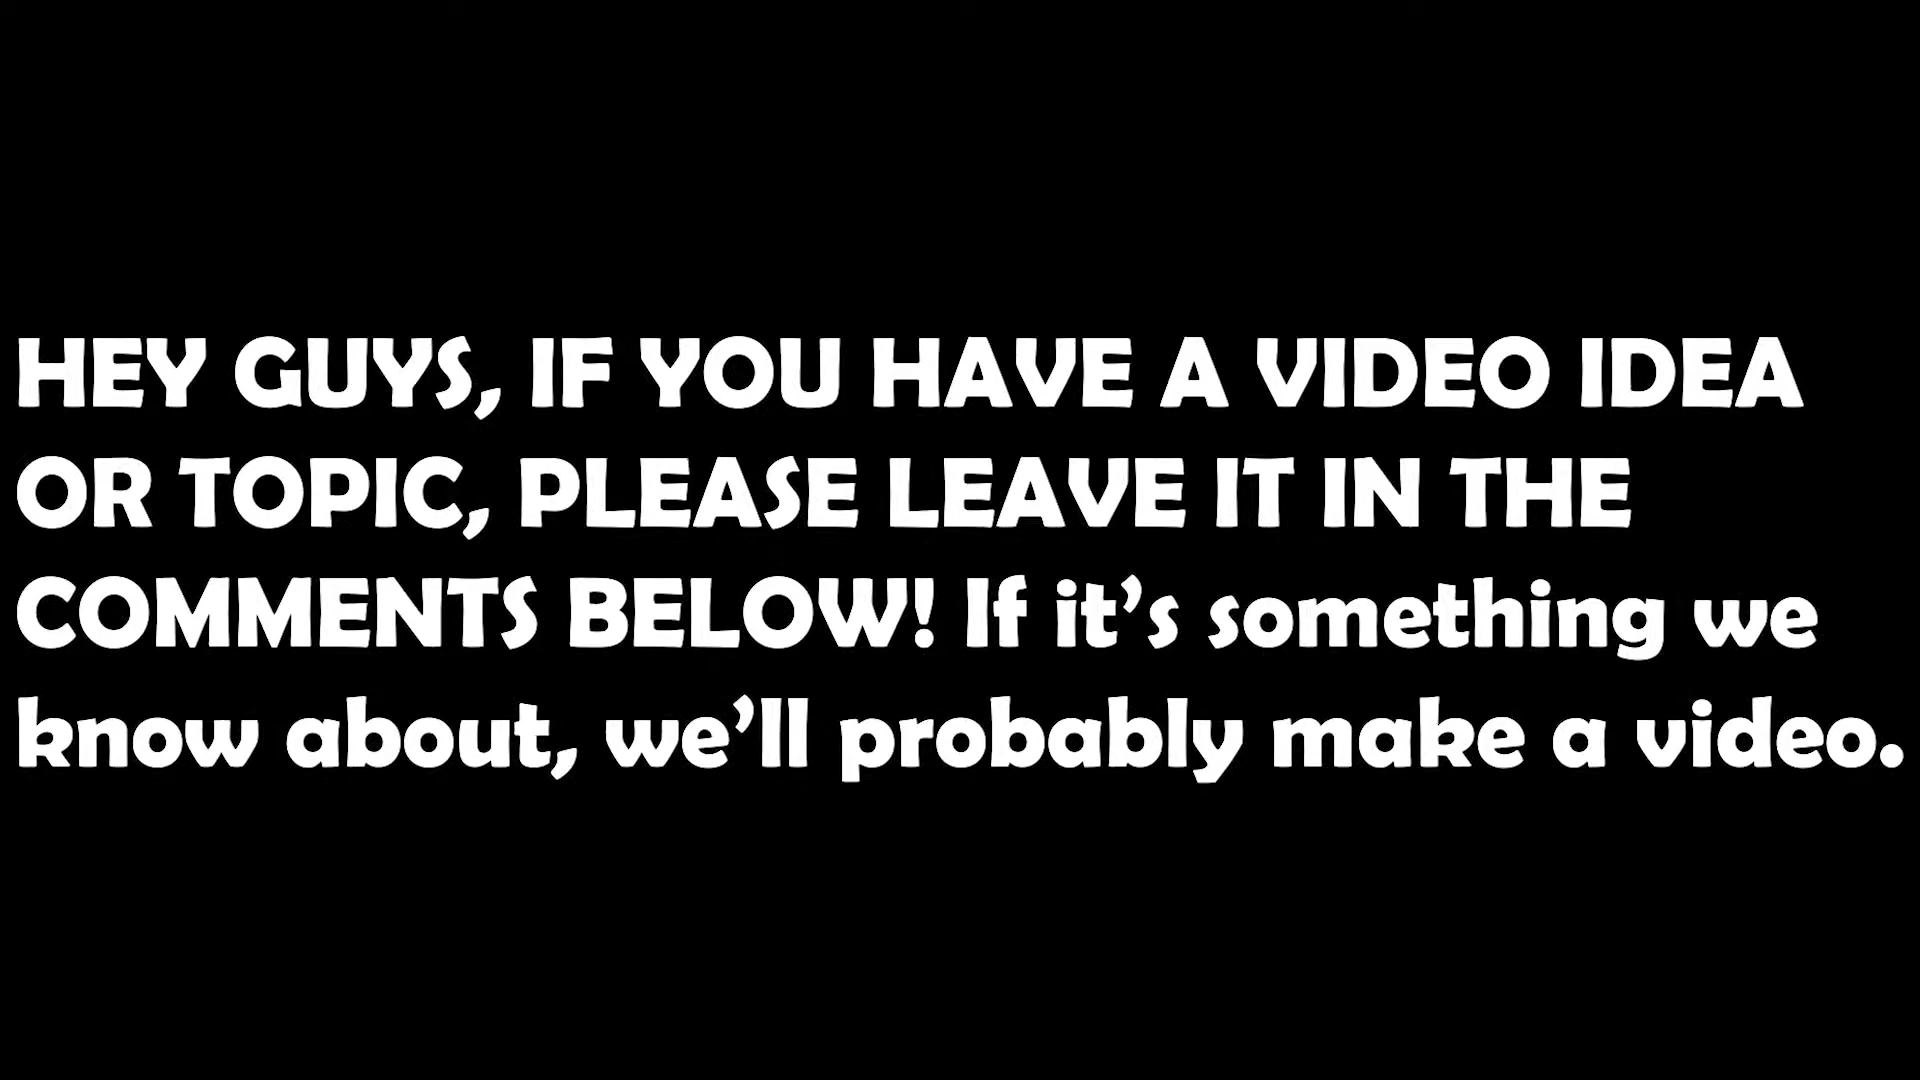 HEY GUYS, IF YOU HAVE A VIDEO IDEA
OR TOPIC, PLEASE LEAVE IT IN THE
COMMENTS BELOW! If it’s something we
know about, we’ll probably make a video.